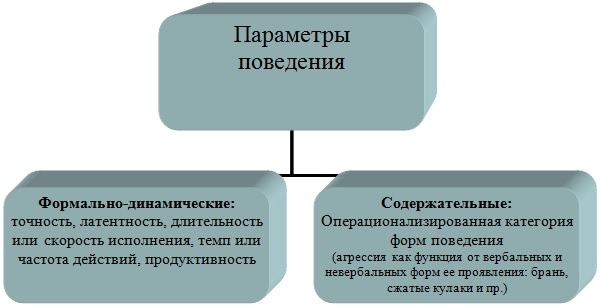 Параметры
поведения
Формально-динамические:
точность, латентность, длительность
или скорость исполнения, темп или
частота действий, продуктивность
Содержательные:
Операционализированная категория
форм поведения
(агрессия как функция от вербальных и
невербальных форм ее проявления: брань,
сжатые кулаки и пр.)